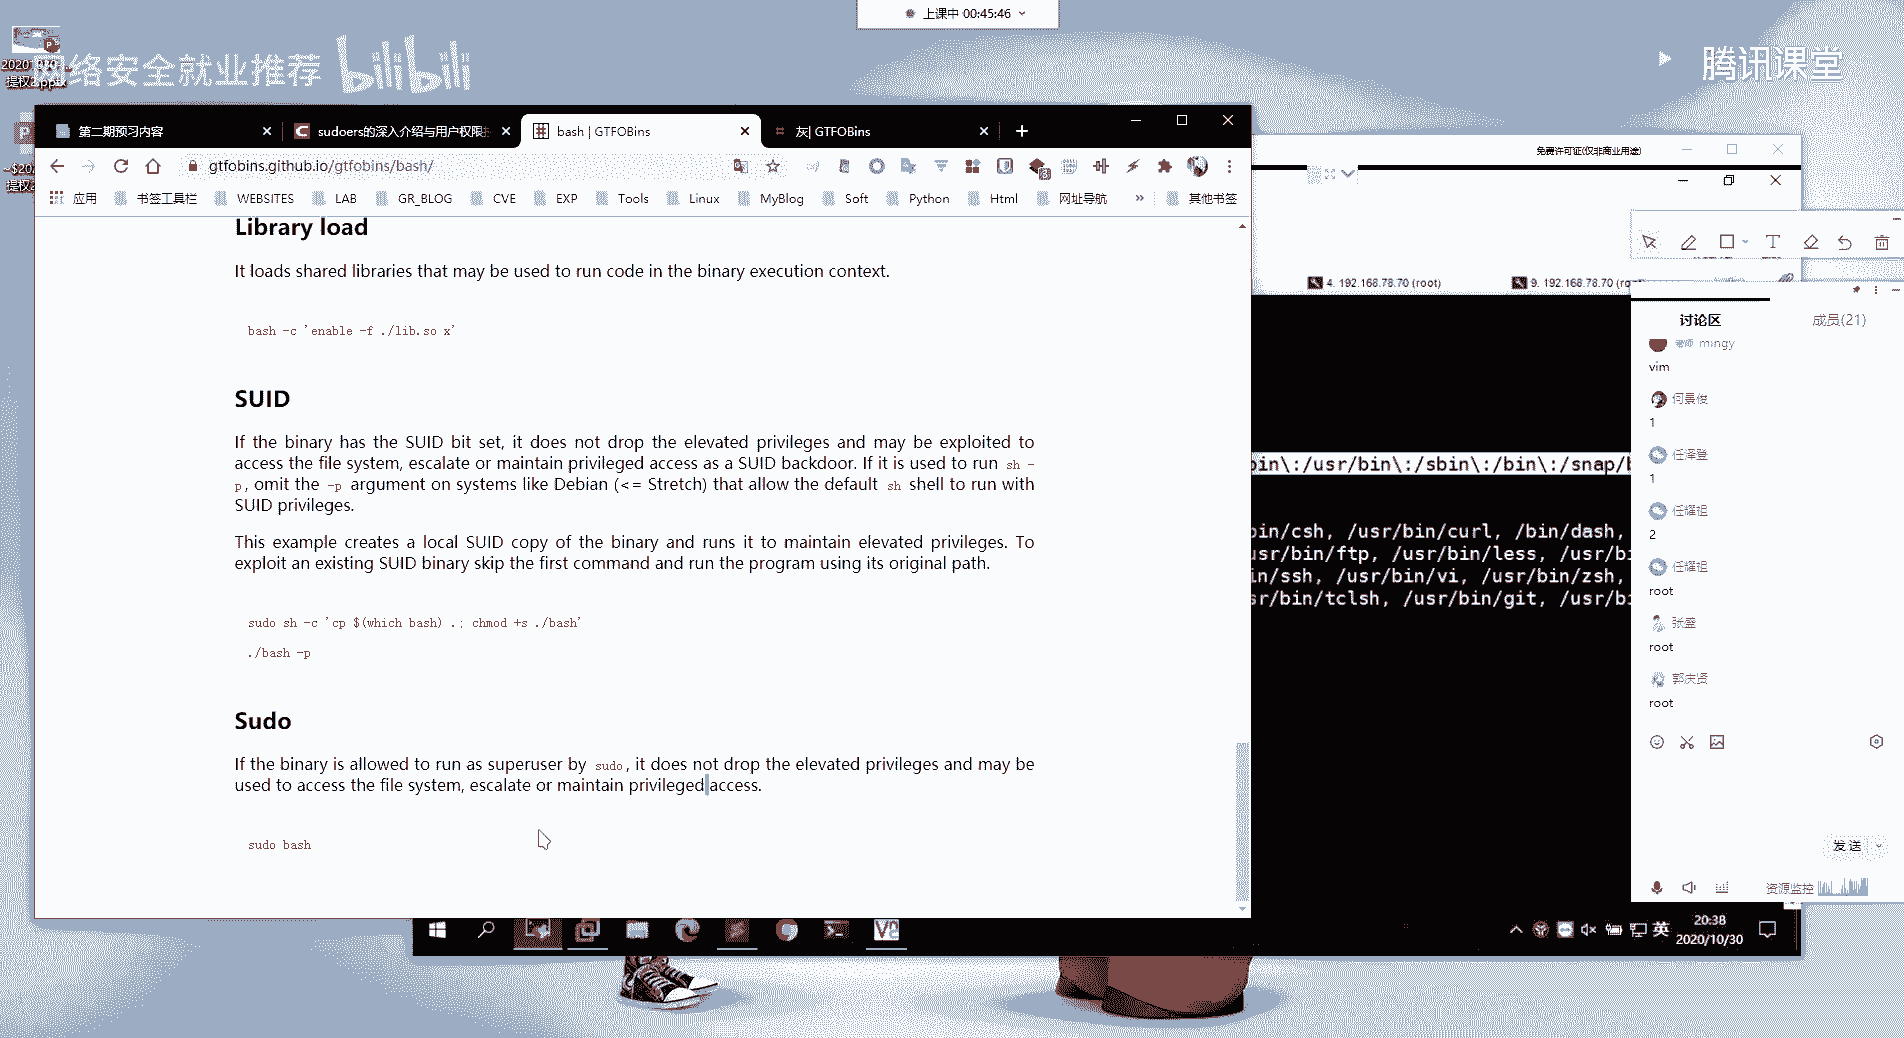 上课中 00:45:46
网络安全就业推荐 bilibili
腾讯课堂
提权2.pptx
第二期预习内容
sudoers的深入介绍与用户权限
bash | GTFOBins
灰| GTFOBins
gtfobins.github.io/gtfobins/bash/
应用
书签工具栏
WEBSITES
LAB
GR_BLOG
CVE
EXP
Tools
Linux
MyBlog
Soft
Python
Html
网址导航
»
其他书签
Library load
It loads shared libraries that may be used to run code in the binary execution context.
bash -c 'enable -f ./lib.so x'
SUID
If the binary has the SUID bit set, it does not drop the elevated privileges and may be exploited to
access the file system, escalate or maintain privileged access as a SUID backdoor. If it is used to run sh -
p, omit the -p argument on systems like Debian (<= Stretch) that allow the default sh shell to run with
SUID privileges.
This example creates a local SUID copy of the binary and runs it to maintain elevated privileges. To
exploit an existing SUID binary skip the first command and run the program using its original path.
sudo sh -c 'cp $(which bash) .; chmod +s ./bash'
./bash -p
Sudo
If the binary is allowed to run as superuser by sudo, it does not drop the elevated privileges and may be
used to access the file system, escalate or maintain privileged access.
sudo bash
免费许可证(仅非商业用途)
4. 192.168.78.70 (root)
9. 192.168.78.70 (ro
bin\:/usr/bin\:/sbin\:/bin\:/snap/b
bin/csh, /usr/bin/curl, /bin/dash,
usr/bin/ftp, /usr/bin/less, /usr/bi
in/ssh, /usr/bin/vi, /usr/bin/zsh,
sr/bin/tclsh, /usr/bin/git, /usr/bi
讨论区
成员(21)
老师 mingy
vim
何景俊
1
任泽登
1
任耀祖
2
任耀祖
root
张盛
root
郭庆贤
root
发送
资源监控
英
20:38
2020/10/30